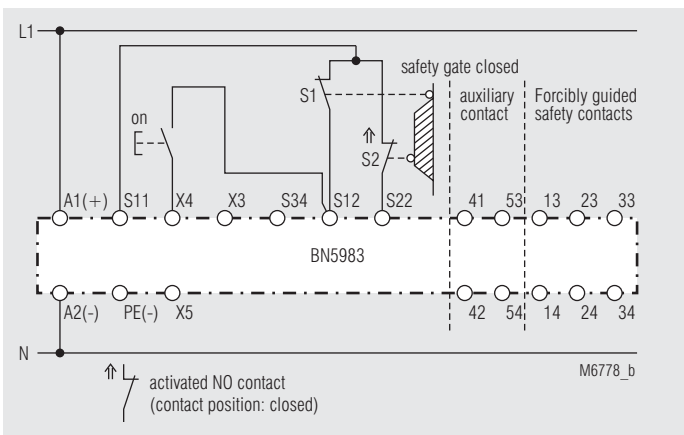 L1
safety gate closed
S1
auxiliary
contact
Forcibly guided
safety contacts
on
S2
A1(+) S11 X4 X3 S34 S12 S22 41 53 13 23 33
BN5983
A2(-) PE(-) X5 42 54 14 24 34
N
M6778_b
activated NO contact
(contact position: closed)